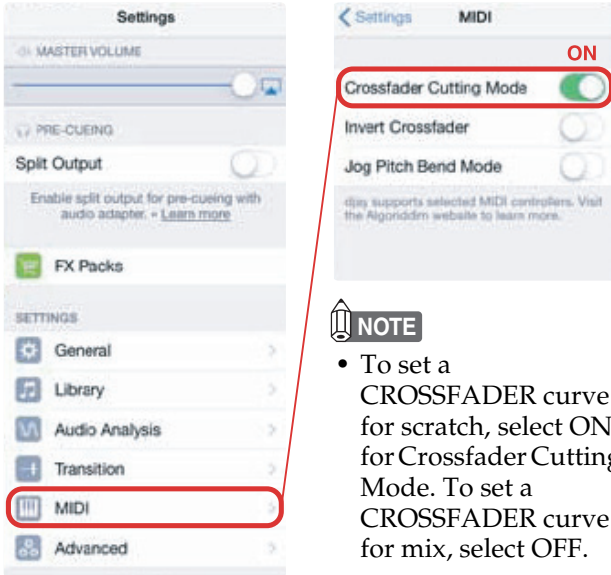 Settings
MASTER VOLUME
PRE-CUEING
Split Output
Enable split output for pre-cueing with
audio adapter. • Learn more
FX Packs
SETTINGS
General
Library
Audio Analysis
Transition
MIDI
Advanced
Settings MIDI
ON
Crossfader Cutting Mode
Invert Crossfader
Jog Pitch Bend Mode
djay supports selected MIDI controllers. Visit
the Algoriddim website to learn more.
NOTE
• To set a
CROSSFADER curve
for scratch, select ON
for Crossfader Cutting
Mode. To set a
CROSSFADER curve
for mix, select OFF.